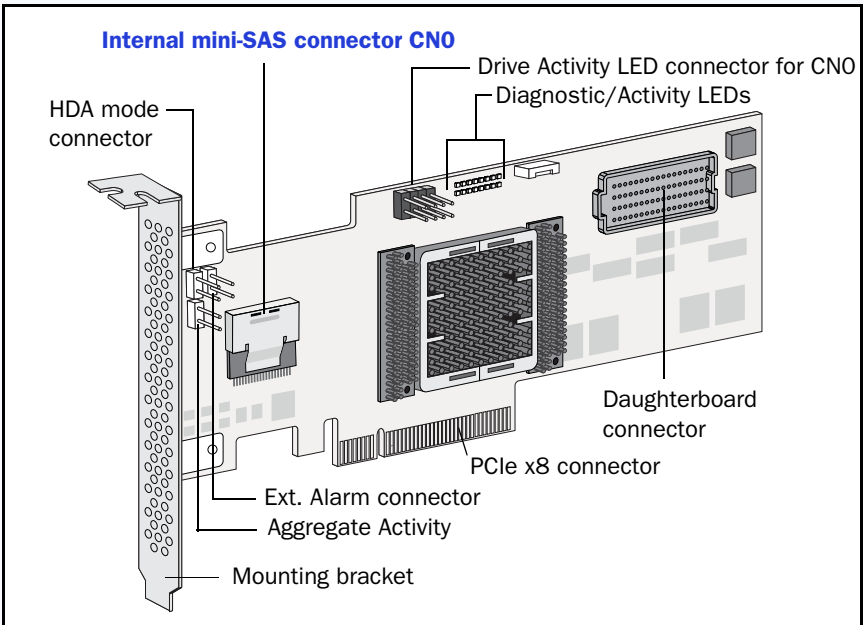 Internal mini-SAS connector CN0
Drive Activity LED connector for CN0
Diagnostic/Activity LEDs
HDA mode
connector
Daughterboard
connector
PCIe x8 connector
Ext. Alarm connector
Aggregate Activity
Mounting bracket